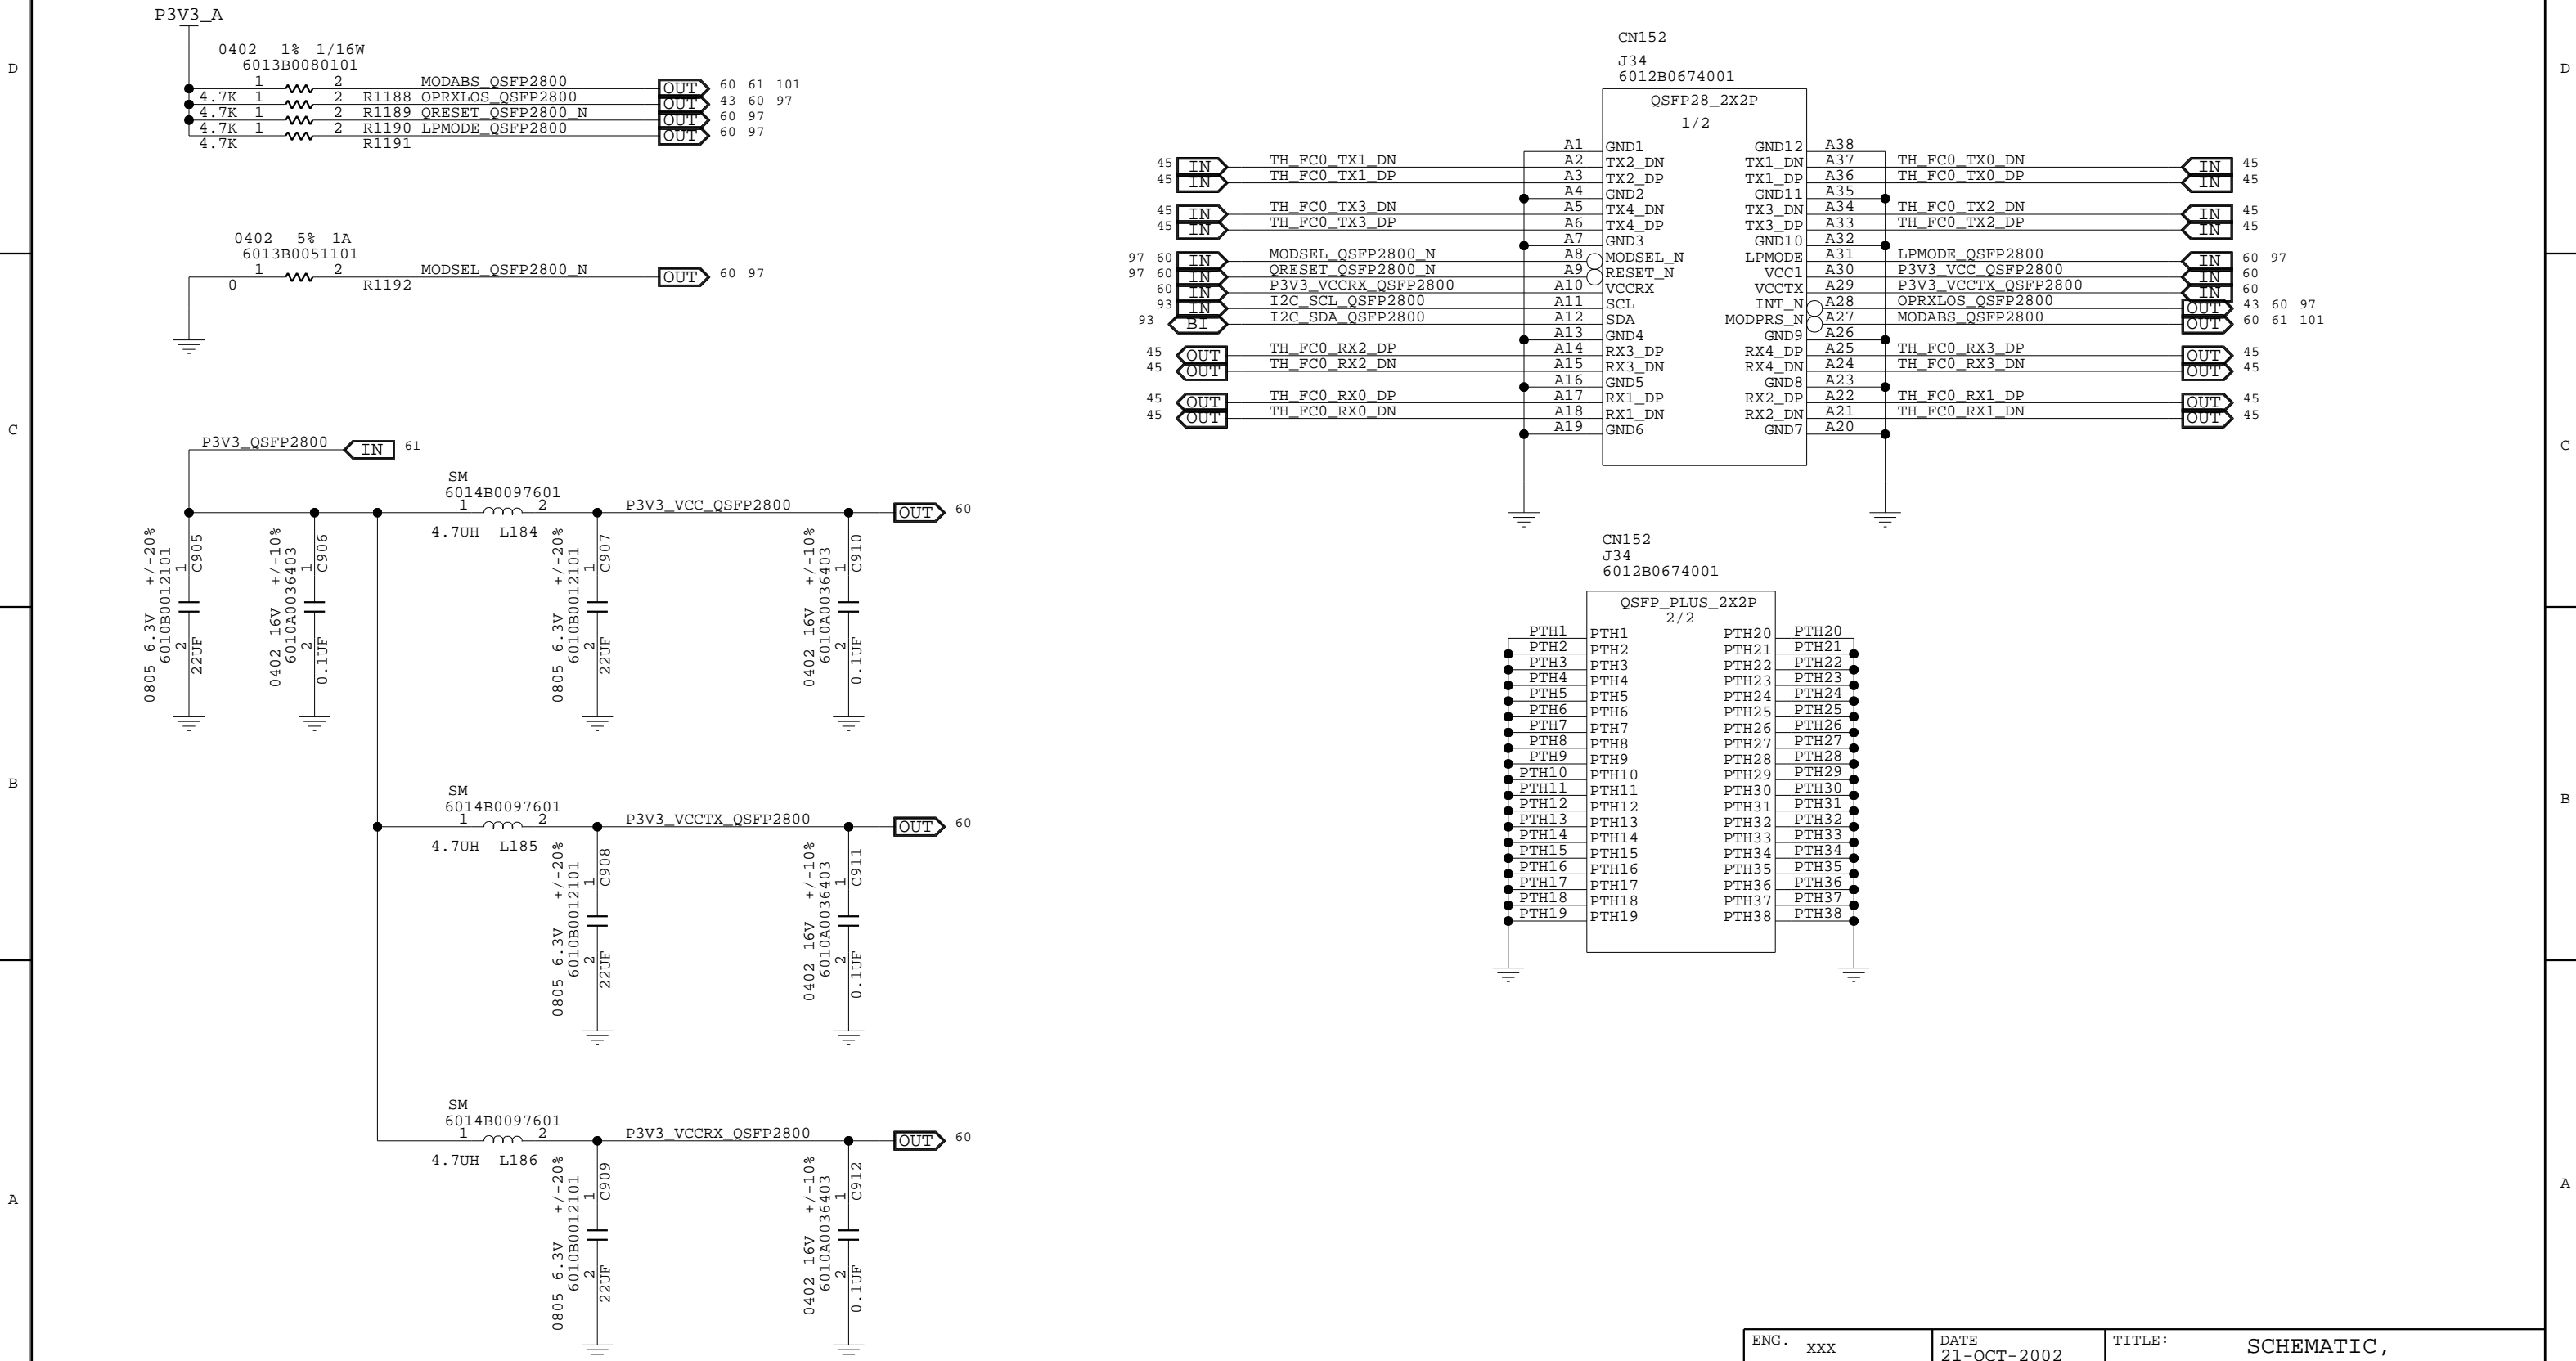 P3V3_A
0402 1% 1/16W
6013B0080101
1 2 MODABS_QSFP2800 OUT 60 61 101
4.7K 1 2 R1188 OPRXLOS_QSFP2800 OUT 43 60 97
4.7K 1 2 R1189 QRESET_QSFP2800_N OUT 60 97
4.7K 1 2 R1190 LPMODE_QSFP2800 OUT 60 97
4.7K R1191
0402 5% 1A
6013B0051101
1 2 MODSEL_QSFP2800_N OUT 60 97
0 R1192
P3V3_QSFP2800 IN 61
SM
6014B0097601
1 2 P3V3_VCC_QSFP2800 OUT 60
4.7UH L184
0805 6.3V +/-20%
6010B0012101
1 2
22UF C905
0402 16V +/-10%
6010A0036403
1 2
0.1UF C906
0805 6.3V +/-20%
6010B0012101
1 2
22UF C907
0402 16V +/-10%
6010A0036403
1 2
0.1UF C910
SM
6014B0097601
1 2 P3V3_VCCTX_QSFP2800 OUT 60
4.7UH L185
0805 6.3V +/-20%
6010B0012101
1 2
22UF C908
0402 16V +/-10%
6010A0036403
1 2
0.1UF C911
SM
6014B0097601
1 2 P3V3_VCCRX_QSFP2800 OUT 60
4.7UH L186
0805 6.3V +/-20%
6010B0012101
1 2
22UF C909
0402 16V +/-10%
6010A0036403
1 2
0.1UF C912
CN152
J34
6012B0674001
QSFP28_2X2P
1/2
A1 GND1 GND12 A38
45 IN TH_FC0_TX1_DN A2 TX2_DN TX1_DN A37 TH_FC0_TX0_DN IN 45
45 IN TH_FC0_TX1_DP A3 TX2_DP TX1_DP A36 TH_FC0_TX0_DP IN 45
A4 GND2 GND11 A35
45 IN TH_FC0_TX3_DN A5 TX4_DN TX3_DN A34 TH_FC0_TX2_DN IN 45
45 IN TH_FC0_TX3_DP A6 TX4_DP TX3_DP A33 TH_FC0_TX2_DP IN 45
A7 GND3 GND10 A32
97 60 IN MODSEL_QSFP2800_N A8 MODSEL_N LPMODE A31 LPMODE_QSFP2800 IN 60 97
97 60 IN QRESET_QSFP2800_N A9 RESET_N VCC1 A30 P3V3_VCC_QSFP2800 IN 60
60 IN P3V3_VCCRX_QSFP2800 A10 VCCRX VCCTX A29 P3V3_VCCTX_QSFP2800 IN 60
93 IN I2C_SCL_QSFP2800 A11 SCL INT_N A28 OPRXLOS_QSFP2800 OUT 43 60 97
93 BI I2C_SDA_QSFP2800 A12 SDA MODPRS_N A27 MODABS_QSFP2800 OUT 60 61 101
A13 GND4 GND9 A26
45 OUT TH_FC0_RX2_DP A14 RX3_DP RX4_DP A25 TH_FC0_RX3_DP OUT 45
45 OUT TH_FC0_RX2_DN A15 RX3_DN RX4_DN A24 TH_FC0_RX3_DN OUT 45
A16 GND5 GND8 A23
45 OUT TH_FC0_RX0_DP A17 RX1_DP RX2_DP A22 TH_FC0_RX1_DP OUT 45
45 OUT TH_FC0_RX0_DN A18 RX1_DN RX2_DN A21 TH_FC0_RX1_DN OUT 45
A19 GND6 GND7 A20
CN152
J34
6012B0674001
QSFP_PLUS_2X2P
2/2
PTH1 PTH1 PTH20 PTH20
PTH2 PTH2 PTH21 PTH21
PTH3 PTH3 PTH22 PTH22
PTH4 PTH4 PTH23 PTH23
PTH5 PTH5 PTH24 PTH24
PTH6 PTH6 PTH25 PTH25
PTH7 PTH7 PTH26 PTH26
PTH8 PTH8 PTH27 PTH27
PTH9 PTH9 PTH28 PTH28
PTH10 PTH10 PTH29 PTH29
PTH11 PTH11 PTH30 PTH30
PTH12 PTH12 PTH31 PTH31
PTH13 PTH13 PTH32 PTH32
PTH14 PTH14 PTH33 PTH33
PTH15 PTH15 PTH34 PTH34
PTH16 PTH16 PTH35 PTH35
PTH17 PTH17 PTH36 PTH36
PTH18 PTH18 PTH37 PTH37
PTH19 PTH19 PTH38 PTH38
D D
C C
B B
A A
ENG. XXX
DATE
21-OCT-2002
TITLE: SCHEMATIC,